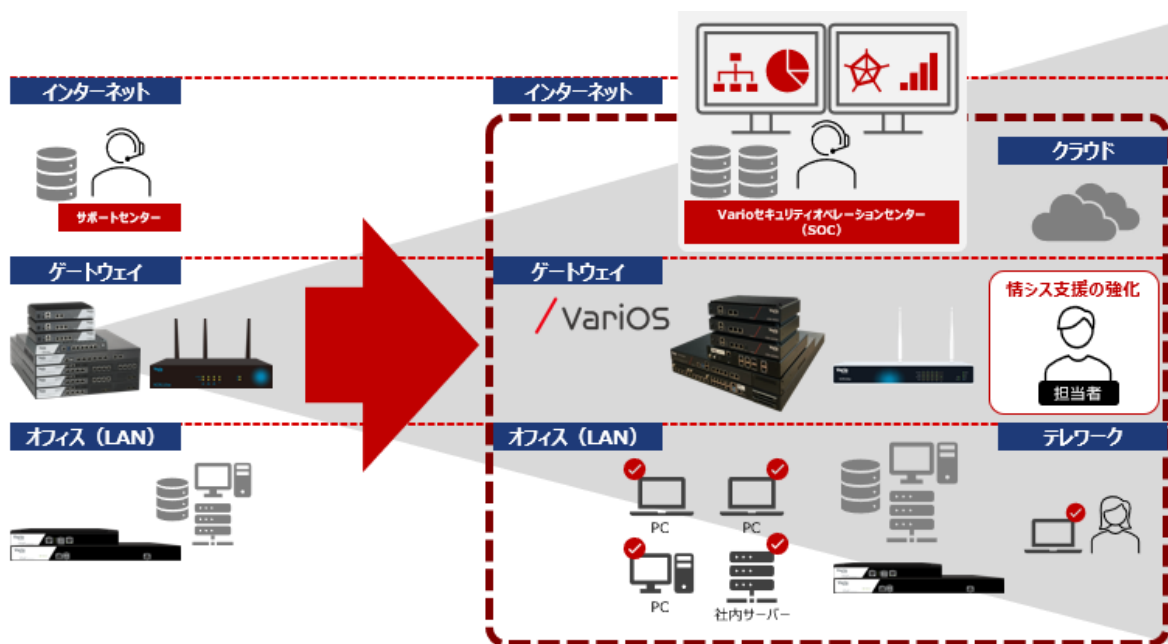 インターネット
サポートセンター
ゲートウェイ
オフィス（LAN）
インターネット
Varioセキュリティオペレーションセンター
（SOC）
クラウド
ゲートウェイ
VariOS
情シス支援の強化
担当者
オフィス（LAN）
PC
PC
PC
社内サーバー
テレワーク